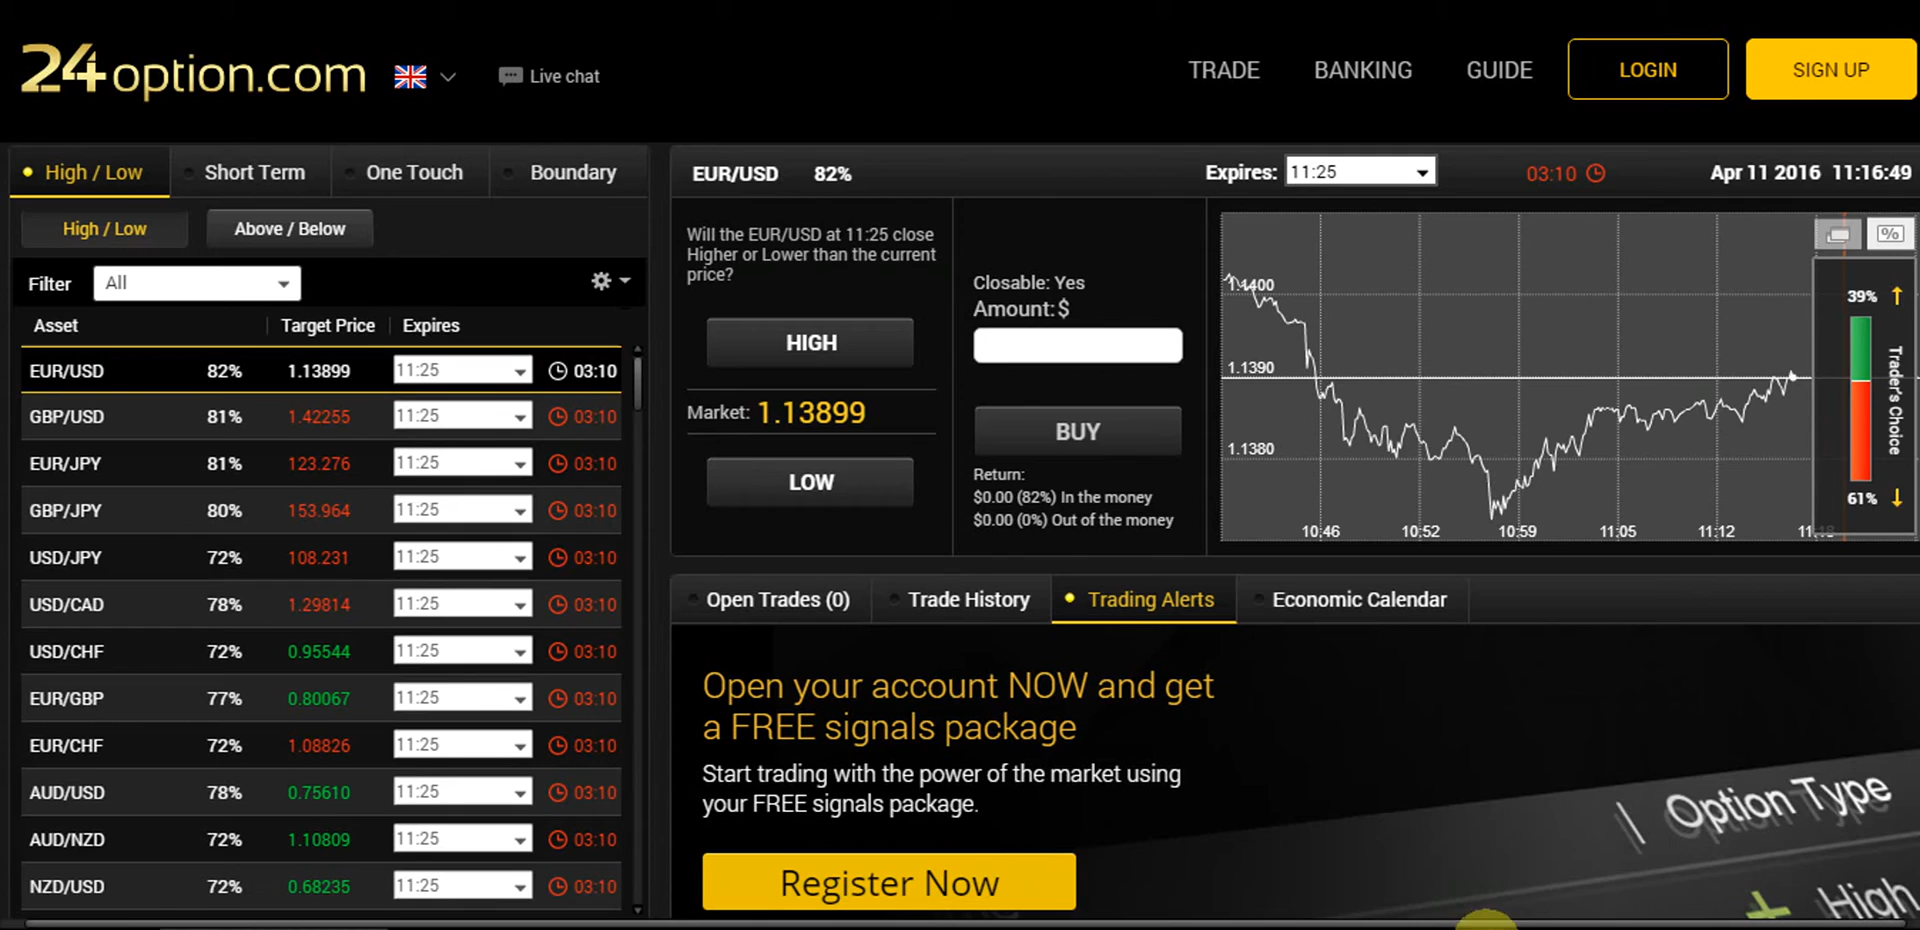 24option.com
Live chat
TRADE
BANKING
GUIDE
LOGIN
SIGN UP
High / Low
Short Term
One Touch
Boundary
High / Low
Above / Below
Filter
All
Asset
Target Price
Expires
EUR/USD 82% 1.13899 11:25 03:10
GBP/USD 81% 1.42255 11:25 03:10
EUR/JPY 81% 123.276 11:25 03:10
GBP/JPY 80% 153.964 11:25 03:10
USD/JPY 72% 108.231 11:25 03:10
USD/CAD 78% 1.29814 11:25 03:10
USD/CHF 72% 0.95544 11:25 03:10
EUR/GBP 77% 0.80067 11:25 03:10
EUR/CHF 72% 1.08826 11:25 03:10
AUD/USD 78% 0.75610 11:25 03:10
AUD/NZD 72% 1.10809 11:25 03:10
NZD/USD 72% 0.68235 11:25 03:10
EUR/USD 82%
Expires: 11:25
03:10
Apr 11 2016 11:16:49
Will the EUR/USD at 11:25 close
Higher or Lower than the current
price?
HIGH
Market: 1.13899
LOW
Closable: Yes
Amount: $
BUY
Return:
$0.00 (82%) In the money
$0.00 (0%) Out of the money
1.1400
1.1390
1.1380
10:46 10:52 10:59 11:05 11:12
%
39%
Trader's Choice
61%
Open Trades (0)
Trade History
Trading Alerts
Economic Calendar
Open your account NOW and get
a FREE signals package
Start trading with the power of the market using
your FREE signals package.
Register Now
Option Type
High